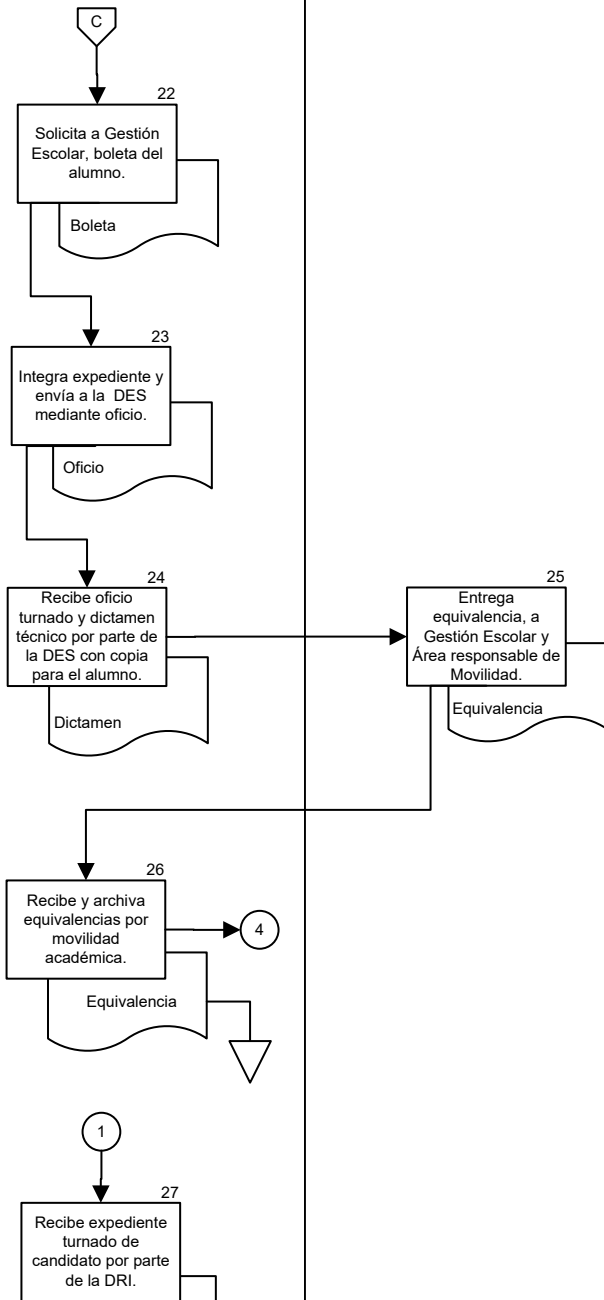 C
22
Solicita a Gestión
Escolar, boleta del
alumno.
Boleta
23
Integra expediente y
envía a la  DES
mediante oficio.
Oficio
24
Recibe oficio
turnado y dictamen
técnico por parte de
la DES con copia
para el alumno.
Dictamen
25
Entrega
equivalencia, a
Gestión Escolar y
Área responsable de
Movilidad.
Equivalencia
26
Recibe y archiva
equivalencias por
movilidad
académica.
4
Equivalencia
1
27
Recibe expediente
turnado de
candidato por parte
de la DRI.